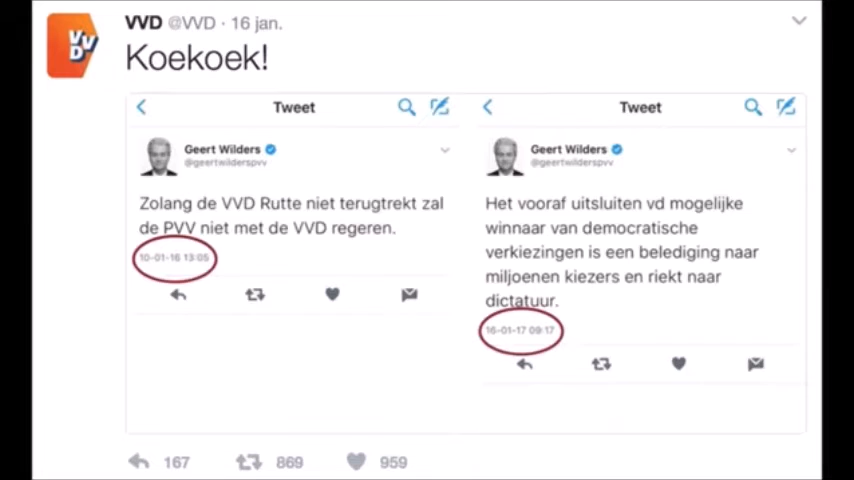 VVD @VVD · 16 jan.
VVD
Koekoek!
Tweet
Geert Wilders
@geertwilderspvv
Zolang de VVD Rutte niet terugtrekt zal
de PVV niet met de VVD regeren.
10-01-16 13:05
Tweet
Geert Wilders
@geertwilderspvv
Het vooraf uitsluiten vd mogelijke
winnaar van democratische
verkiezingen is een belediging naar
miljoenen kiezers en riekt naar
dictatuur.
16-01-17 09:17
167 869 959